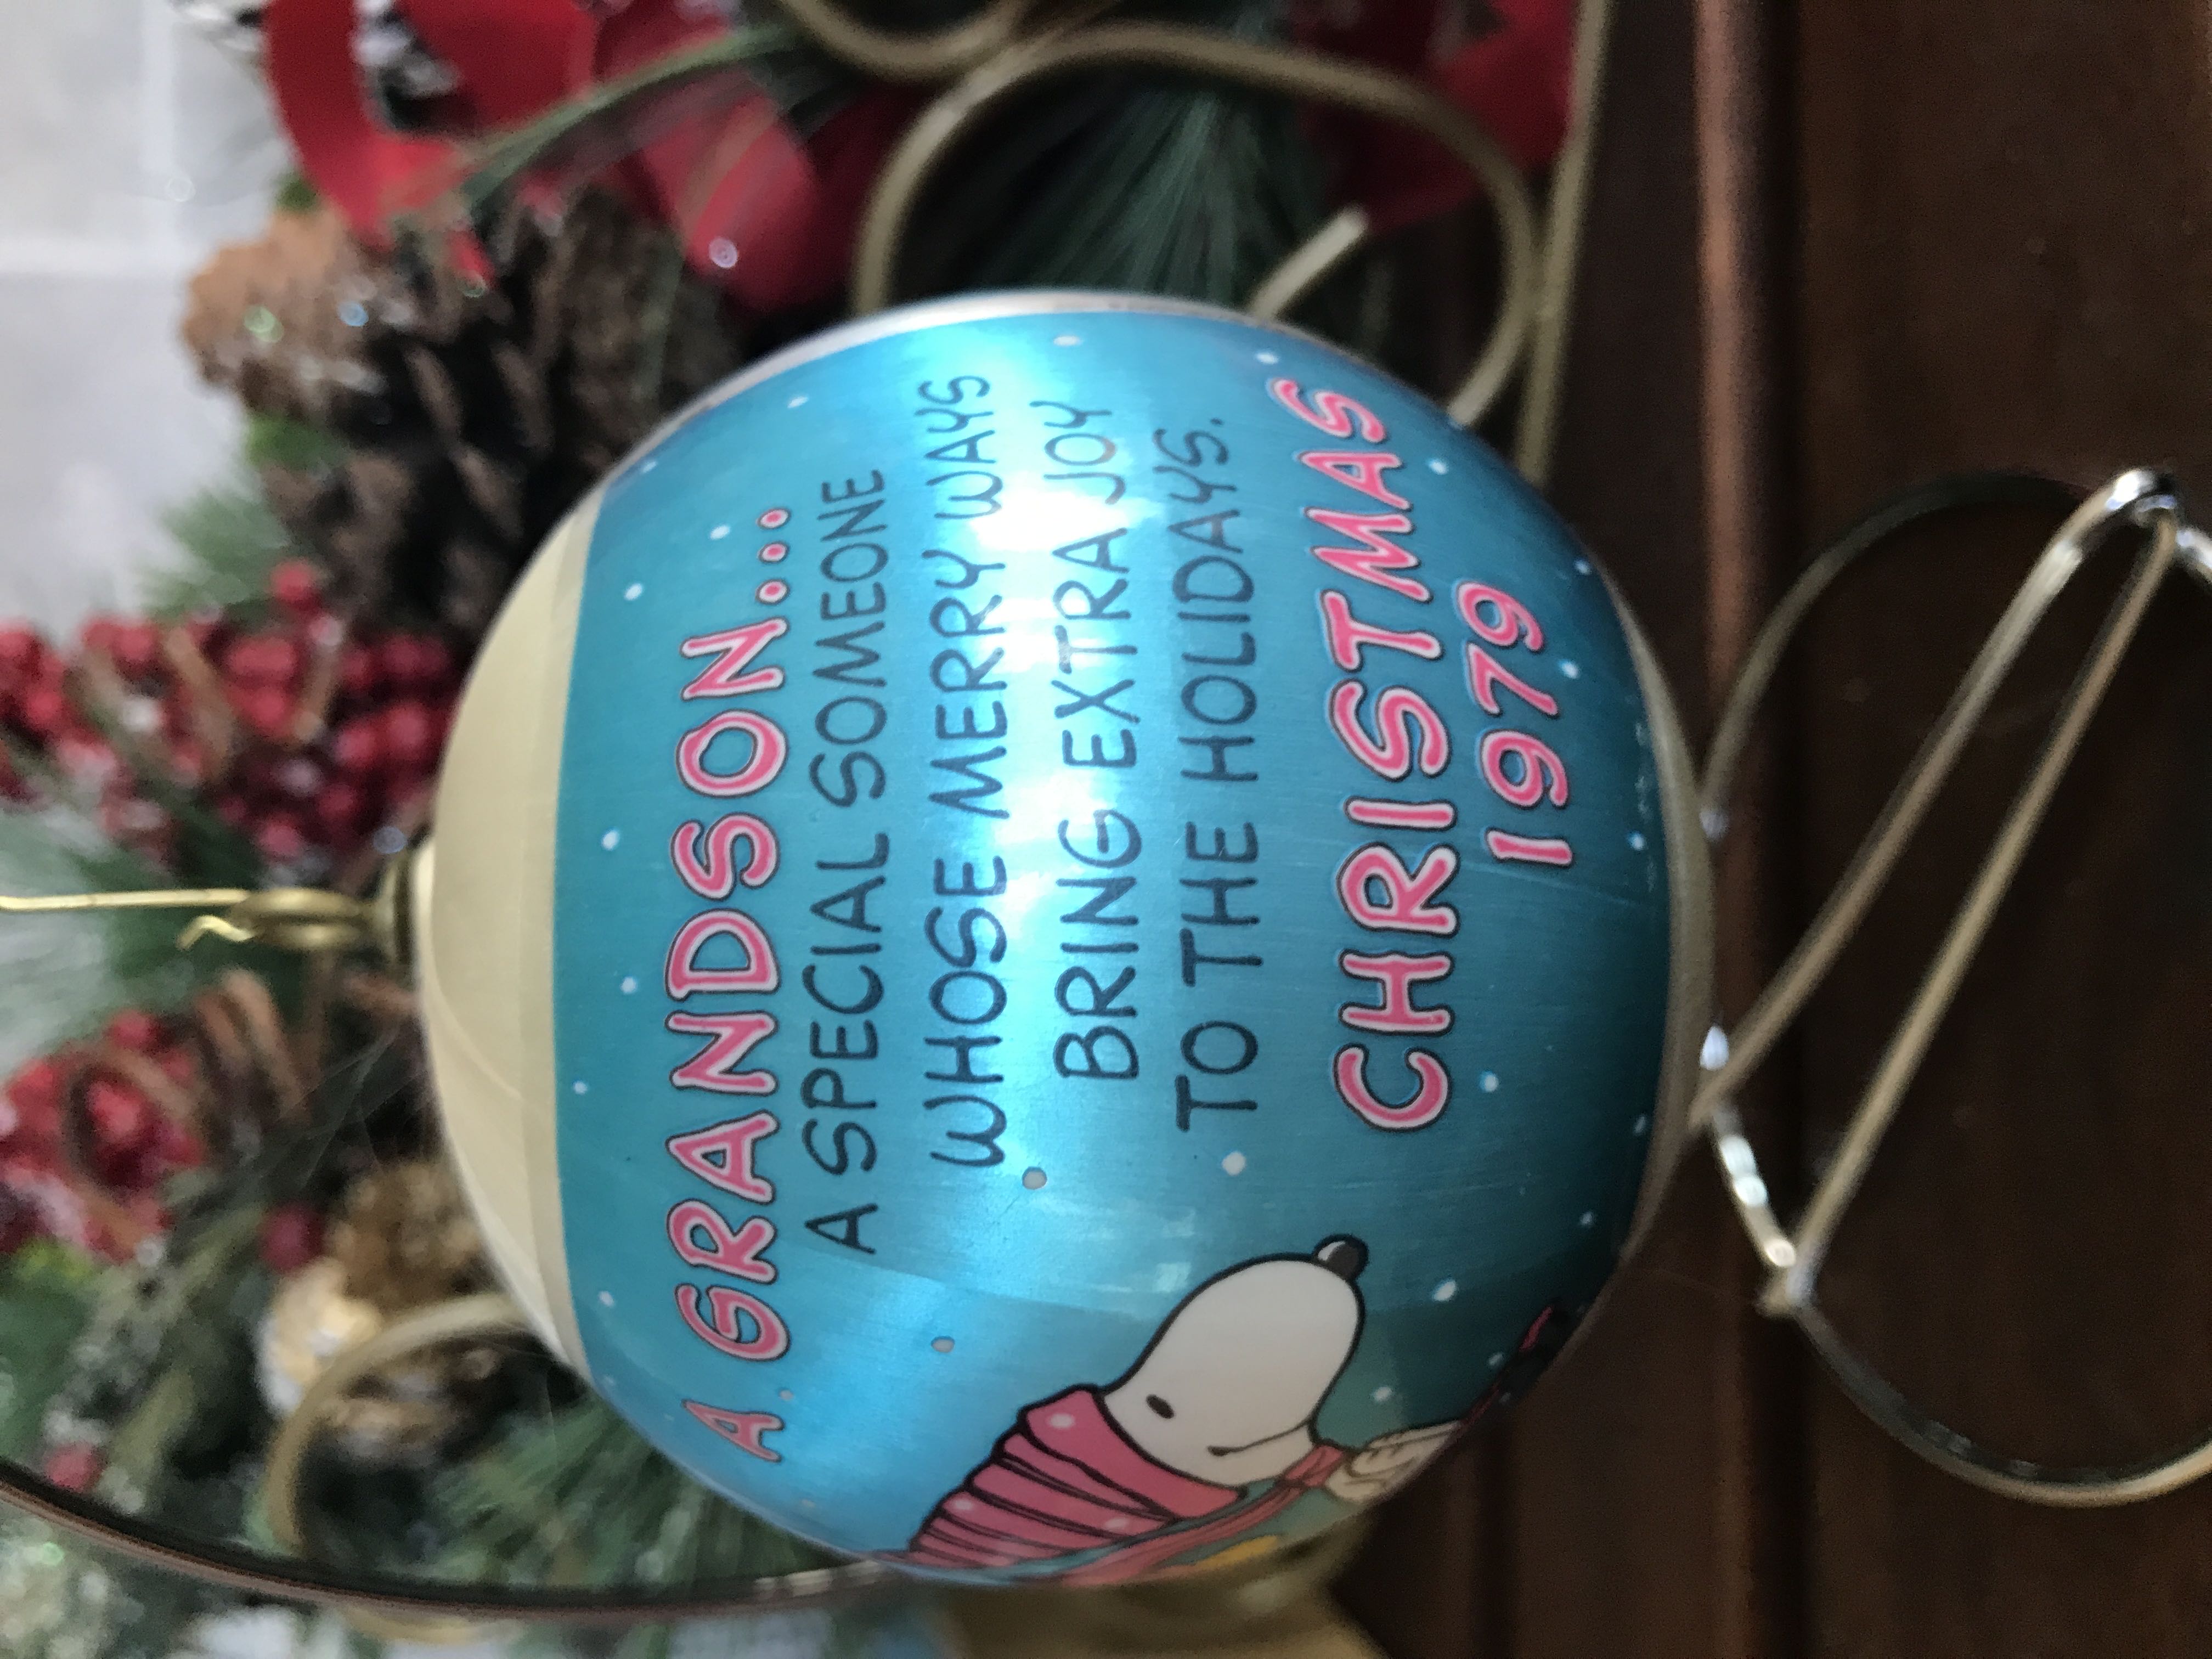 A GRANDSON...
A SPECIAL SOMEONE
WHOSE MERRY WAYS
BRING EXTRA JOY
TO THE HOLIDAYS.
CHRISTMAS
1979